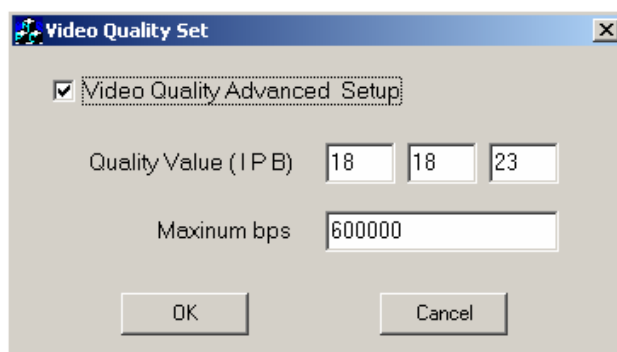 Video Quality Set
Video Quality Advanced Setup
Quality Value ( I P B) 18 18 23
Maxinum bps 600000
OK Cancel